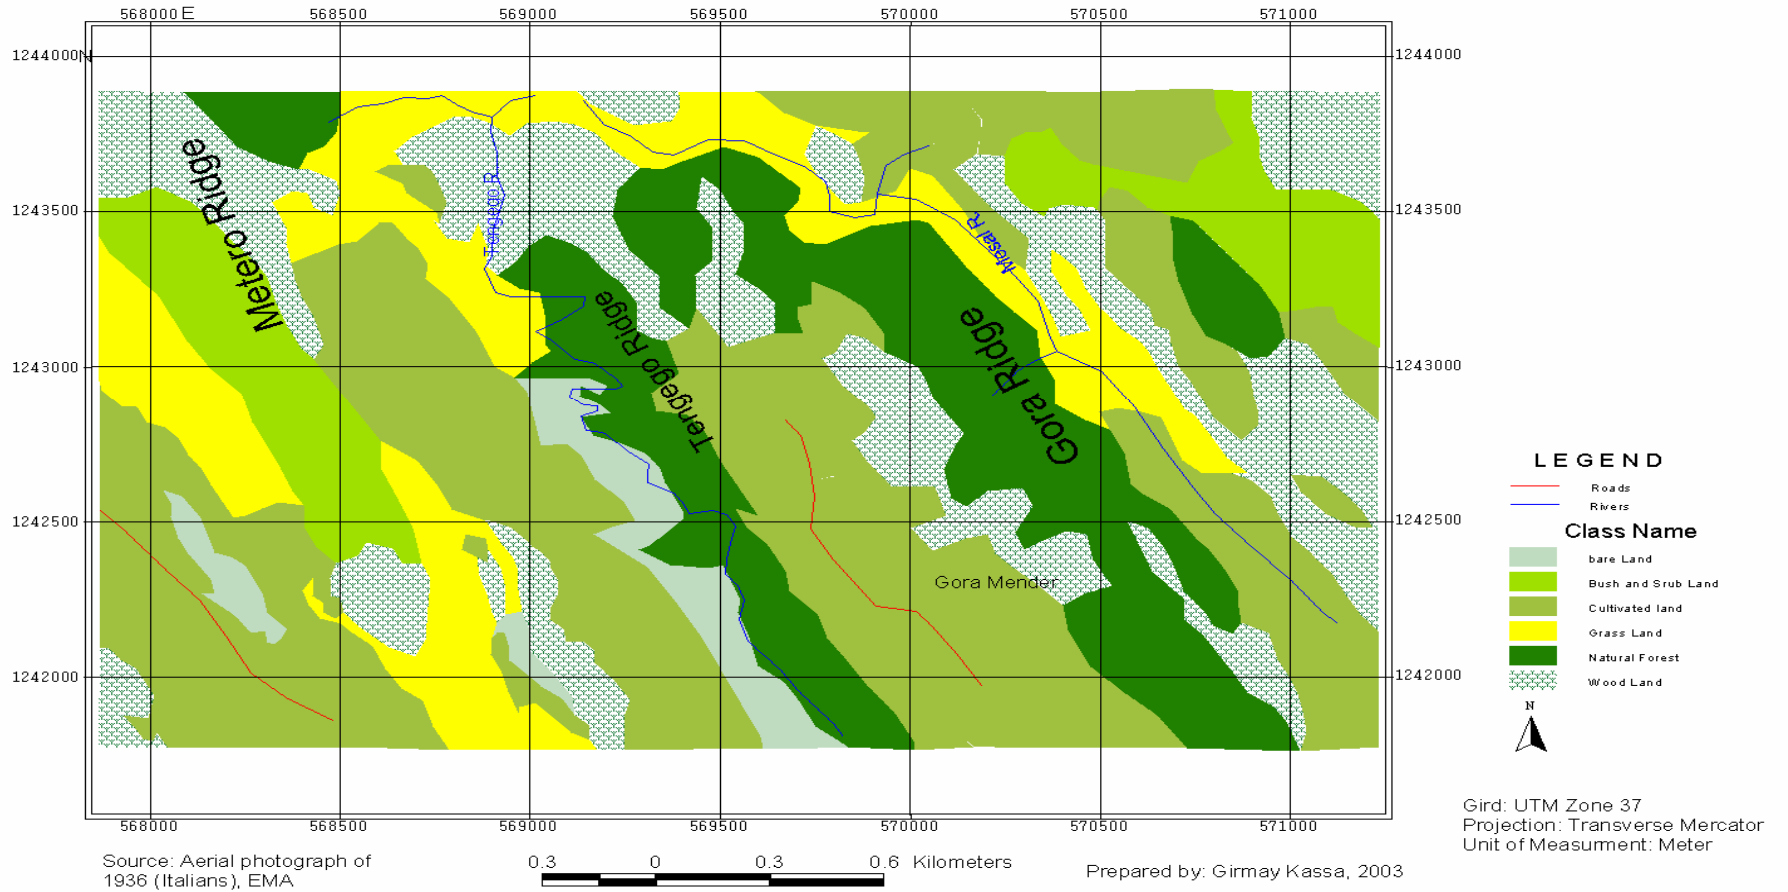 568000 E 568500 569000 569500 570000 570500 571000
1244000N 1244000
Metero Ridge
Tengego R.
1243500 1243500
Masal R.
Tengego Ridge
Gora Ridge
1243000 1243000
1242500 1242500
Gora Mender
1242000 1242000
568000 568500 569000 569500 570000 570500 571000
LEGEND
Roads
Rivers
Class Name
bare Land
Bush and Srub Land
Cultivated land
Grass Land
Natural Forest
Wood Land
N
Gird: UTM Zone 37
Projection: Transverse Mercator
Unit of Measurment: Meter
Source: Aerial photograph of
1936 (Italians), EMA
0.3 0 0.3 0.6 Kilometers
Prepared by: Girmay Kassa, 2003